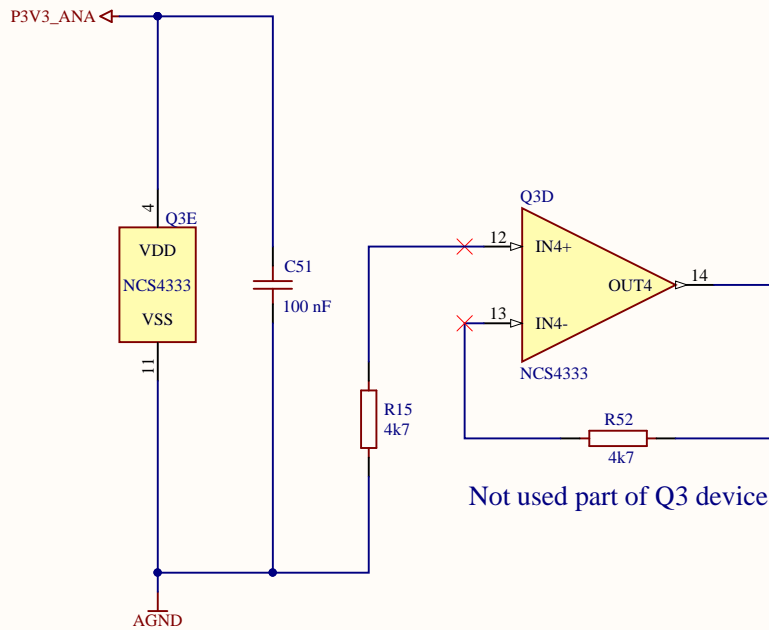 P3V3_ANA
4
Q3E
VDD
NCS4333
VSS
11
C51
100 nF
Q3D
12
IN4+
OUT4
14
13
IN4-
NCS4333
R15
4k7
R52
4k7
Not used part of Q3 device
AGND